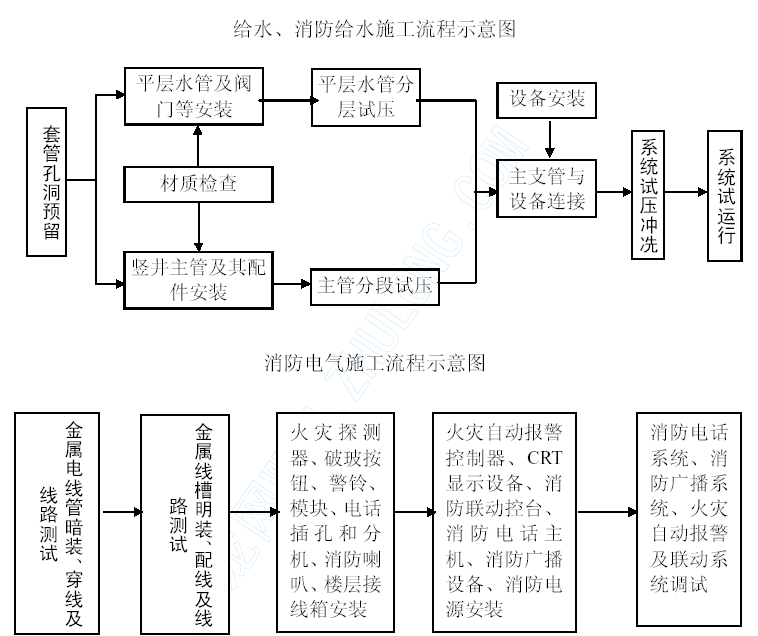 给水、消防给水施工流程示意图
套管孔洞预留
平层水管及阀
门等安装
平层水管分
层试压
材质检查
竖井主管及其配
件安装
主管分段试压
设备安装
主支管与
设备连接
系统试压冲洗
系统试运行
消防电气施工流程示意图
金属电线管暗装、穿线及
线路测试
金属线槽明装、配线及线
路测试
火灾探测
器、破玻按
钮、警铃、
模块、电话
插孔和分
机、消防喇
叭、楼层接
线箱安装
火灾自动报警
控制器、CRT
显示设备、消
防联动控台、
消防电话主
机、消防广播
设备、消防电
源安装
消防电话
系统、消
防广播系
统、火灾
自动报警
及联动系
统调试
ZHULONG.COM